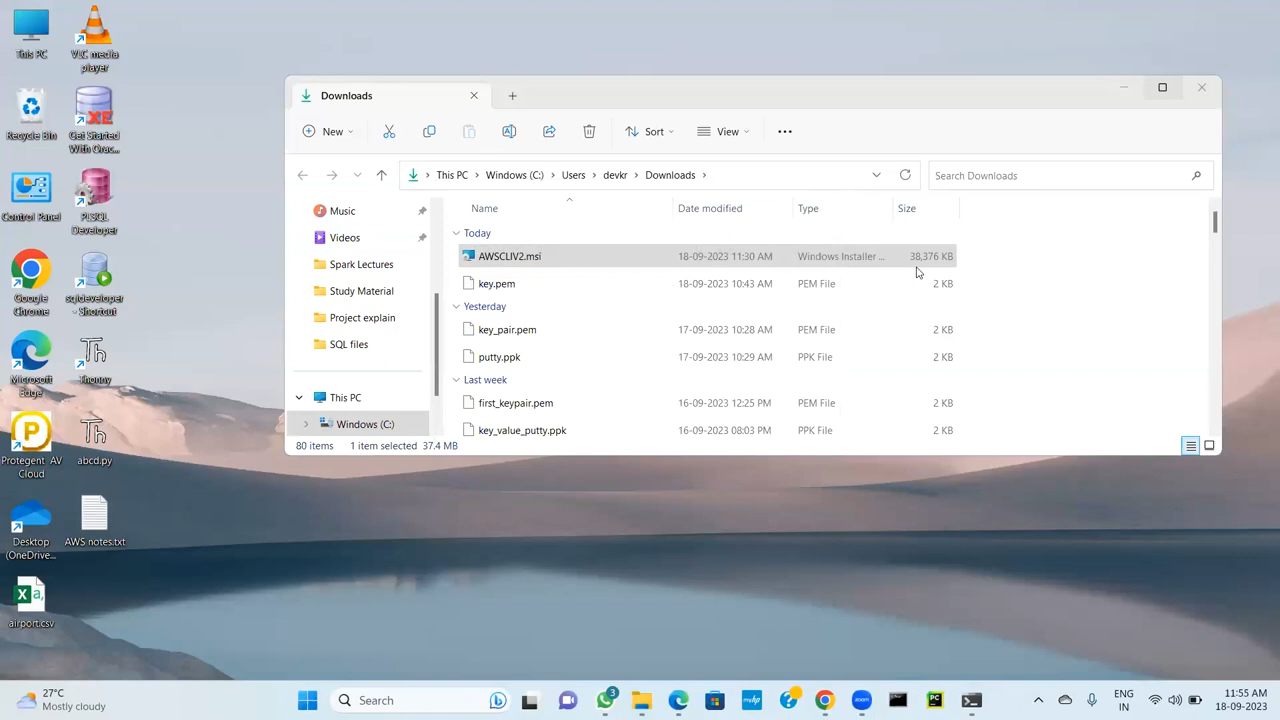 This PC
VLC media
player
Recycle Bin
Get Started
With Orac...
Control Panel
PLSQL
Developer
Google
Chrome
sqldeveloper
- Shortcut
Microsoft
Edge
Thonny
Protegent AV
Cloud
abcd.py
Desktop
(OneDrive...
AWS notes.txt
airport.csv
Downloads
New
Sort
View
This PC > Windows (C:) > Users > devkr > Downloads >
Search Downloads
Music
Videos
Spark Lectures
Study Material
Project explain
SQL files
This PC
Windows (C:)
Name Date modified Type Size
Today
AWSCLIV2.msi 18-09-2023 11:30 AM Windows Installer ... 38,376 KB
key.pem 18-09-2023 10:43 AM PEM File 2 KB
Yesterday
key_pair.pem 17-09-2023 10:28 AM PEM File 2 KB
putty.ppk 17-09-2023 10:29 AM PPK File 2 KB
Last week
first_keypair.pem 16-09-2023 12:25 PM PEM File 2 KB
key_value_putty.ppk 16-09-2023 08:03 PM PPK File 2 KB
80 items 1 item selected 37.4 MB
27°C
Mostly cloudy
Search
3
ENG
IN
11:55 AM
18-09-2023